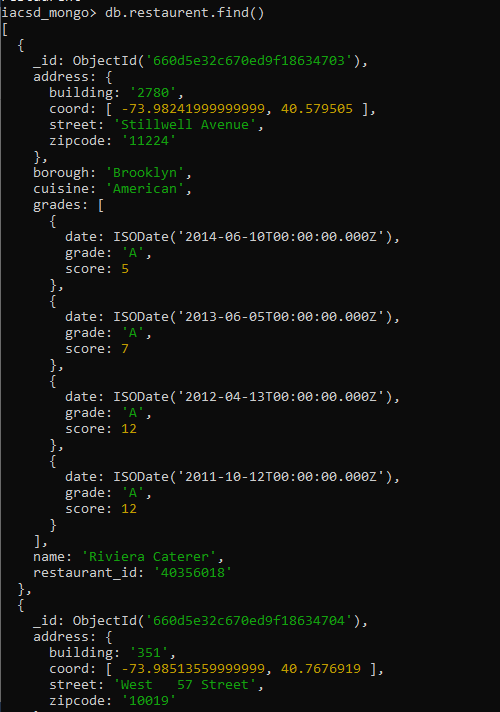 iacsd_mongo> db.restaurent.find()
[
  {
    _id: ObjectId('660d5e32c670ed9f18634703'),
    address: {
      building: '2780',
      coord: [ -73.98241999999999, 40.579505 ],
      street: 'Stillwell Avenue',
      zipcode: '11224'
    },
    borough: 'Brooklyn',
    cuisine: 'American',
    grades: [
      {
        date: ISODate('2014-06-10T00:00:00.000Z'),
        grade: 'A',
        score: 5
      },
      {
        date: ISODate('2013-06-05T00:00:00.000Z'),
        grade: 'A',
        score: 7
      },
      {
        date: ISODate('2012-04-13T00:00:00.000Z'),
        grade: 'A',
        score: 12
      },
      {
        date: ISODate('2011-10-12T00:00:00.000Z'),
        grade: 'A',
        score: 12
      }
    ],
    name: 'Riviera Caterer',
    restaurant_id: '40356018'
  },
  {
    _id: ObjectId('660d5e32c670ed9f18634704'),
    address: {
      building: '351',
      coord: [ -73.98513559999999, 40.7676919 ],
      street: 'West   57 Street',
      zipcode: '10019'